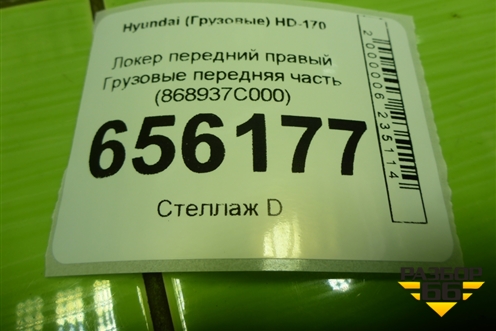 Hyundai (Грузовые) HD-170
Локер передний правый
Грузовые передняя часть
(868937C000)
656177
Стеллаж D
2000006235114
РАЗБОР
66